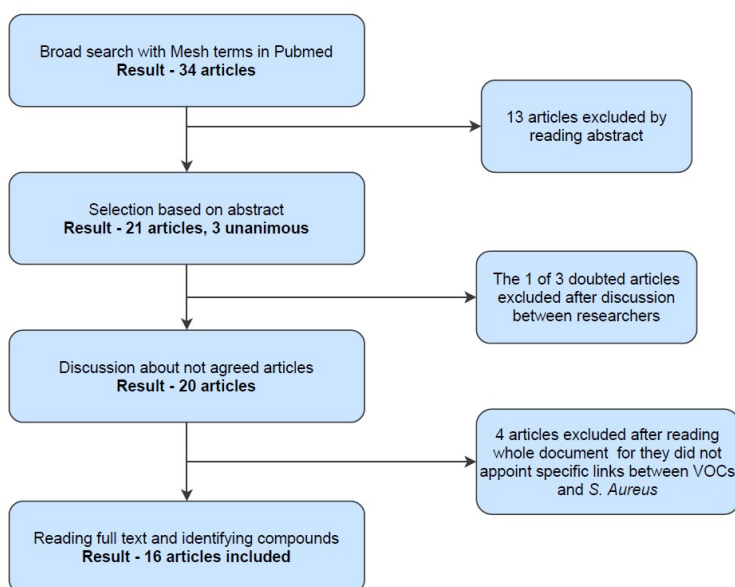 Broad search with Mesh terms in Pubmed
Result - 34 articles
13 articles excluded by
reading abstract
Selection based on abstract
Result - 21 articles, 3 unanimous
The 1 of 3 doubted articles
excluded after discussion
between researchers
Discussion about not agreed articles
Result - 20 articles
4 articles excluded after reading
whole document for they did not
appoint specific links between VOCs
and S. Aureus
Reading full text and identifying compounds
Result - 16 articles included